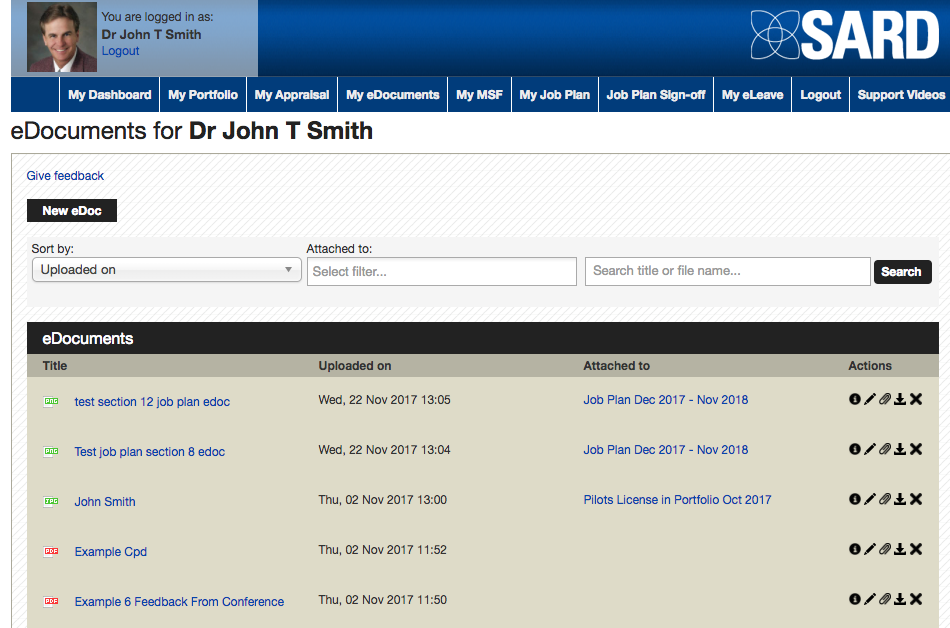 You are logged in as:
Dr John T Smith
Logout
SARD
My Dashboard My Portfolio My Appraisal My eDocuments My MSF My Job Plan Job Plan Sign-off My eLeave Logout Support Videos
eDocuments for Dr John T Smith
Give feedback
New eDoc
Sort by: Attached to:
Uploaded on Select filter... Search title or file name... Search
eDocuments
Title Uploaded on Attached to Actions
PNG test section 12 job plan edoc Wed, 22 Nov 2017 13:05 Job Plan Dec 2017 - Nov 2018
PNG Test job plan section 8 edoc Wed, 22 Nov 2017 13:04 Job Plan Dec 2017 - Nov 2018
JPG John Smith Thu, 02 Nov 2017 13:00 Pilots License in Portfolio Oct 2017
PDF Example Cpd Thu, 02 Nov 2017 11:52
PDF Example 6 Feedback From Conference Thu, 02 Nov 2017 11:50